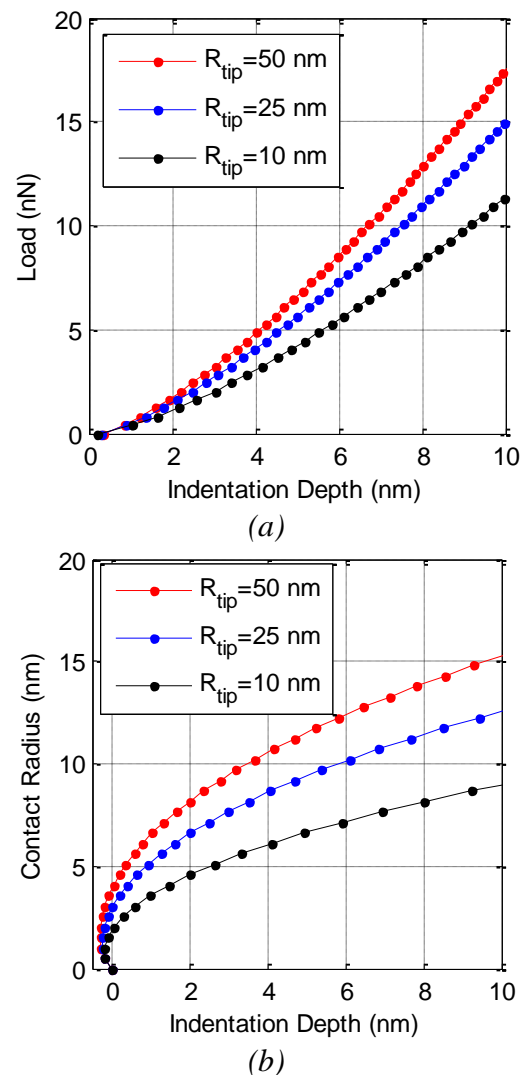 20
15
10
5
0
Load (nN)
R_tip=50 nm
R_tip=25 nm
R_tip=10 nm
0 2 4 6 8 10
Indentation Depth (nm)
(a)
20
15
10
5
0
Contact Radius (nm)
R_tip=50 nm
R_tip=25 nm
R_tip=10 nm
0 2 4 6 8 10
Indentation Depth (nm)
(b)